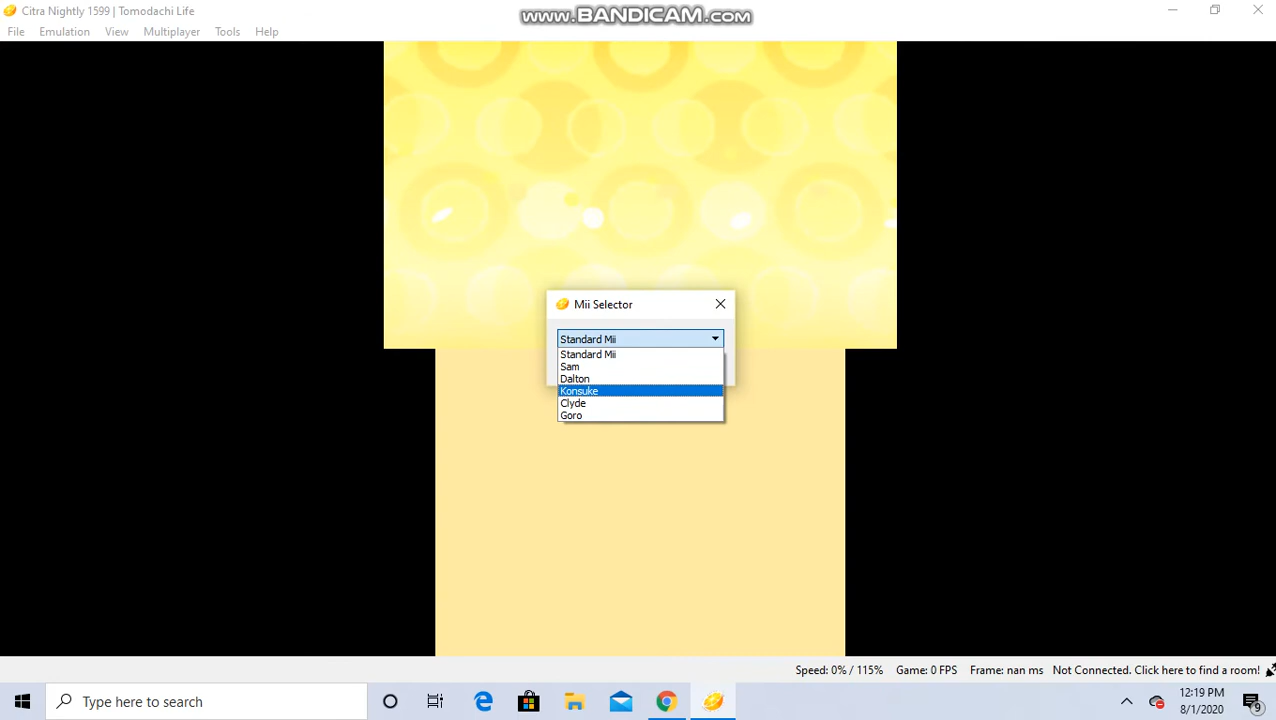 Citra Nightly 1599 | Tomodachi Life
www.BANDICAM.com
File Emulation View Multiplayer Tools Help
Mii Selector
Standard Mii
Standard Mii
Sam
Dalton
Konsuke
Clyde
Goro
Speed: 0% / 115% Game: 0 FPS Frame: nan ms Not Connected. Click here to find a room!
Type here to search
12:19 PM
8/1/2020
9